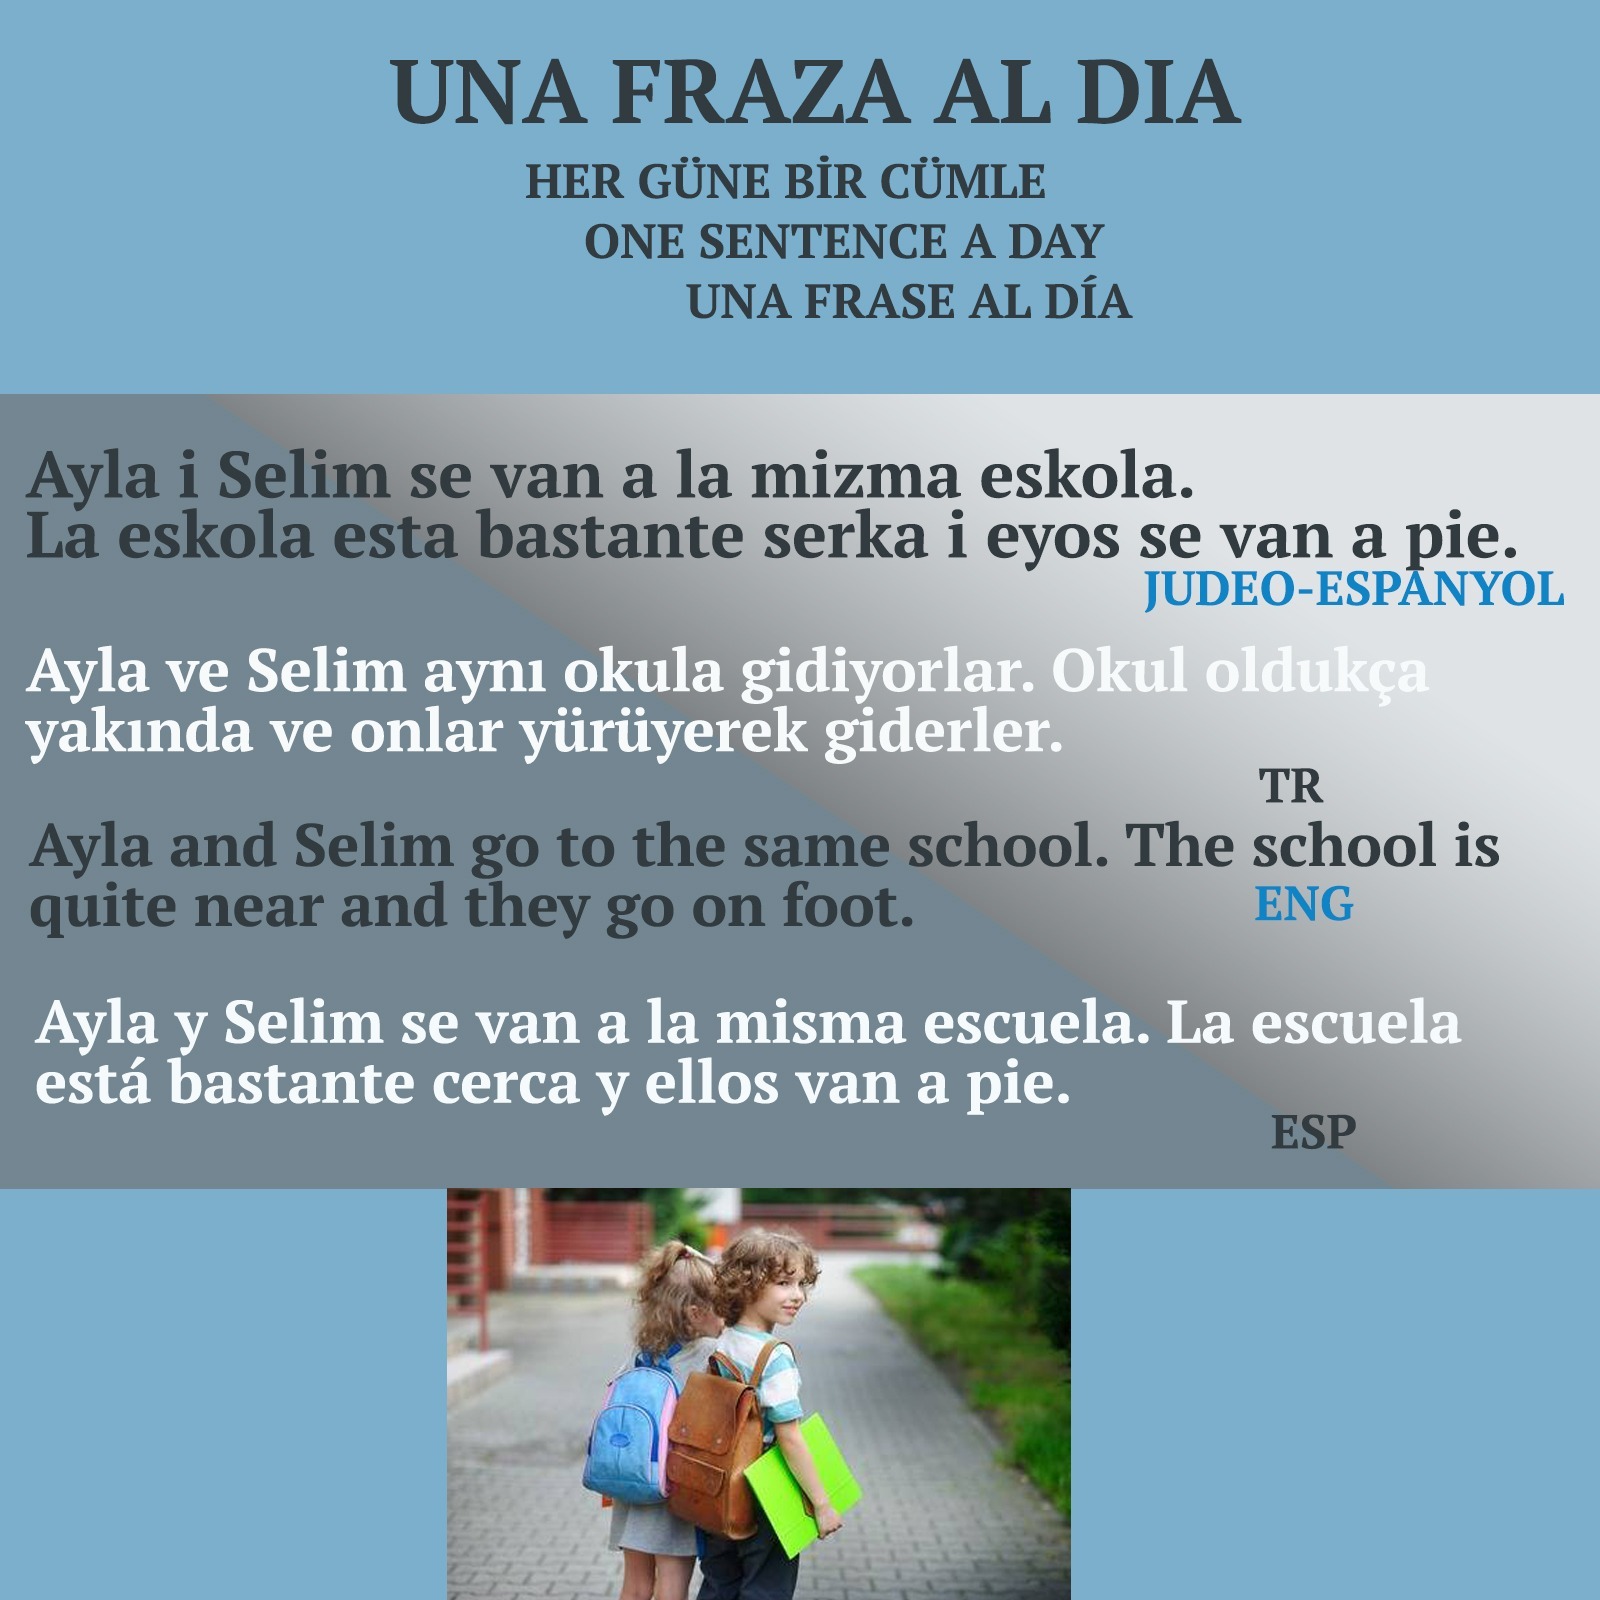 UNA FRAZA AL DIA
HER GÜNE BİR CÜMLE
ONE SENTENCE A DAY
UNA FRASE AL DÍA
Ayla i Selim se van a la mizma eskola.
La eskola esta bastante serka i eyos se van a pie.
JUDEO-ESPANYOL
Ayla ve Selim aynı okula gidiyorlar. Okul oldukça
yakında ve onlar yürüyerek giderler.
TR
Ayla and Selim go to the same school. The school is
quite near and they go on foot.
ENG
Ayla y Selim se van a la misma escuela. La escuela
está bastante cerca y ellos van a pie.
ESP